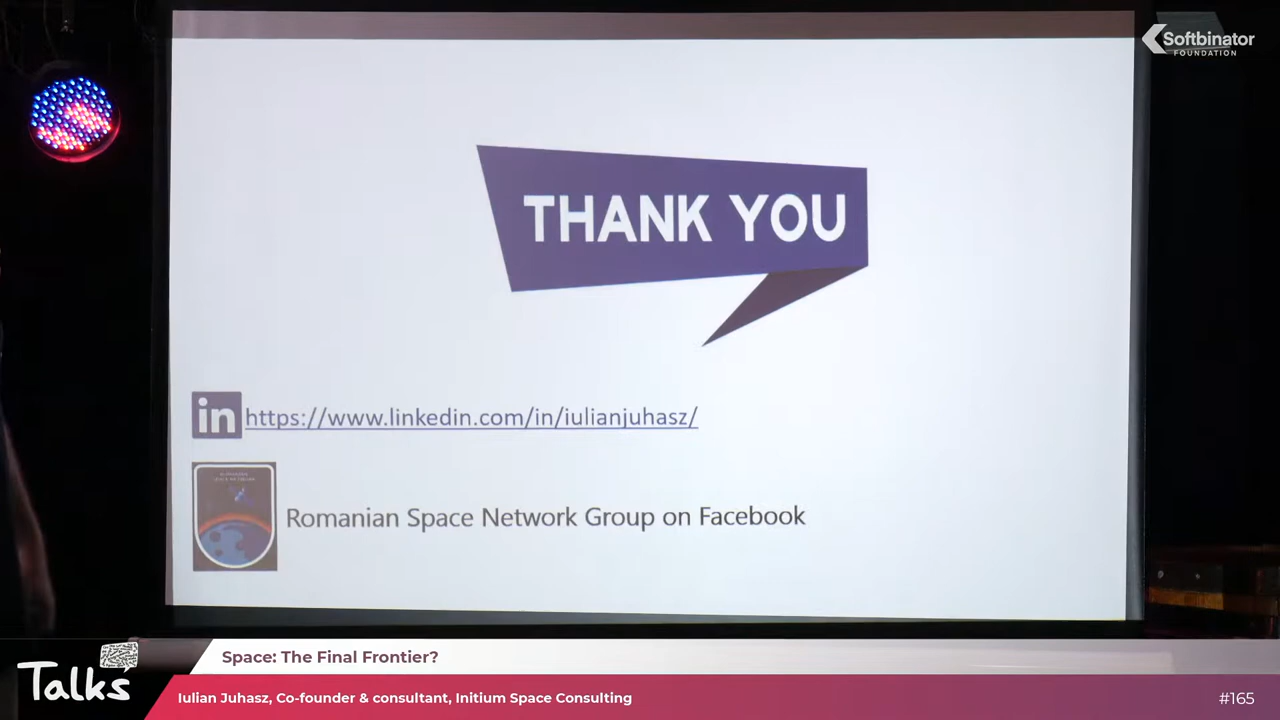 Softbinator
FOUNDATION
THANK YOU
in https://www.linkedin.com/in/iulianjuhasz/
Romanian Space Network Group on Facebook
Talks
Space: The Final Frontier?
Iulian Juhasz, Co-founder & consultant, Initium Space Consulting
#165